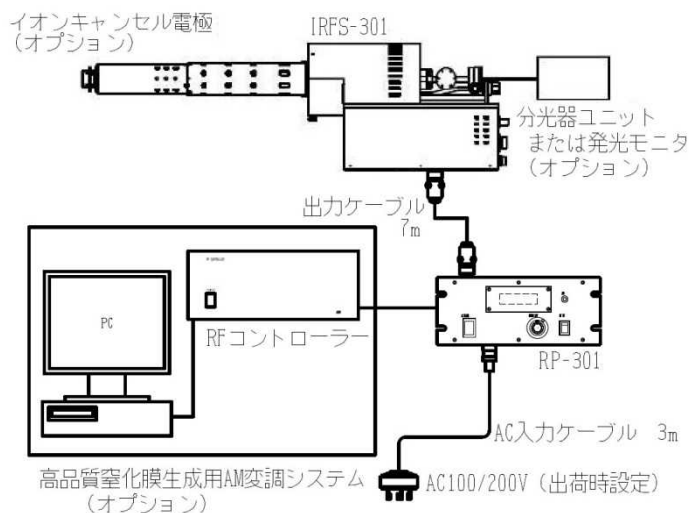 イオンキャンセル電極
(オプション)
IRFS-301
分光器ユニット
または発光モニタ
(オプション)
出力ケーブル
7m
PC
RFコントローラー
RP-301
AC入力ケーブル 3m
高品質窒化膜生成用AM変調システム
(オプション)
AC100/200V (出荷時設定)